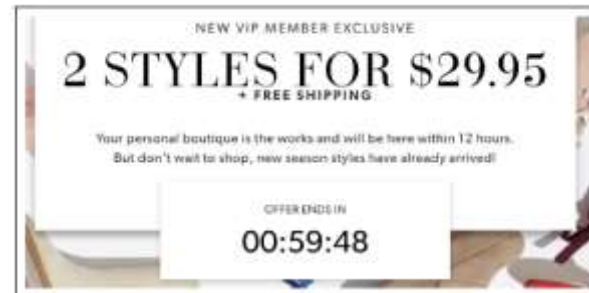 NEW VIP MEMBER EXCLUSIVE
2 STYLES FOR $29.95
+ FREE SHIPPING
Your personal boutique is the works and will be here within 12 hours.
But don't wait to shop, new season styles have already arrived!
OFFER ENDS IN
00:59:48